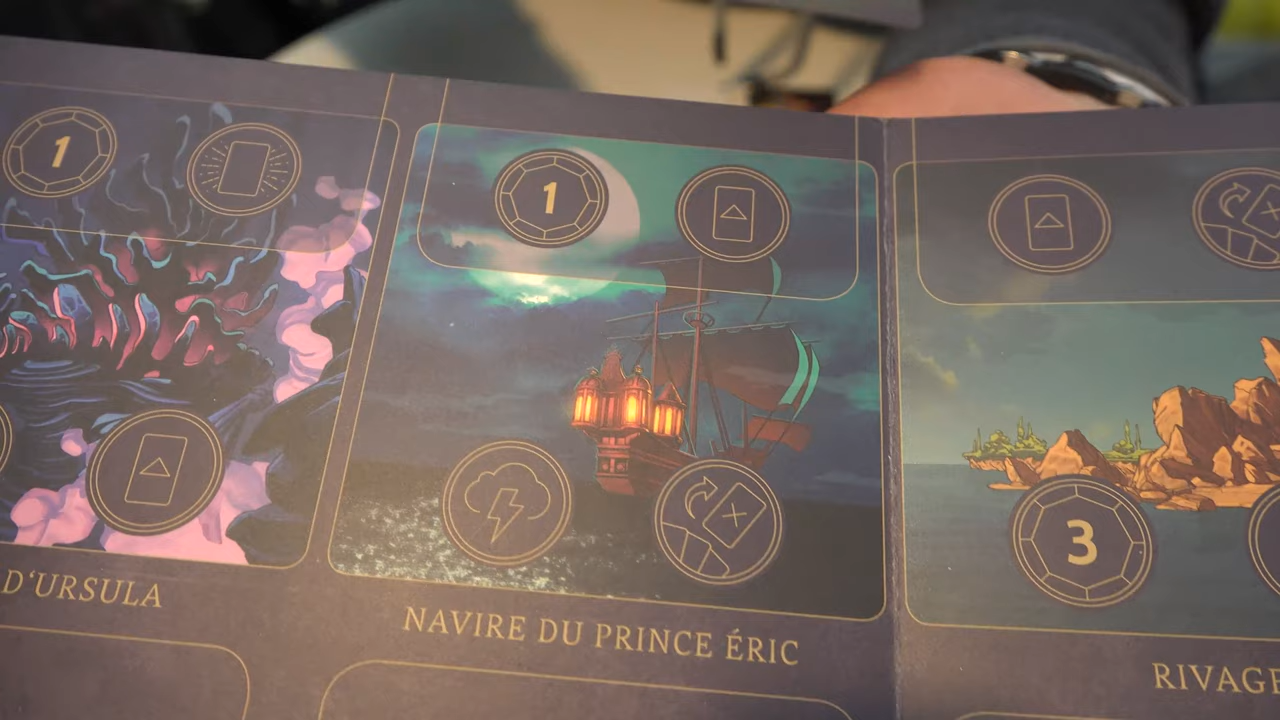 1
1
3
D'URSULA
NAVIRE DU PRINCE ÉRIC
RIVAGE